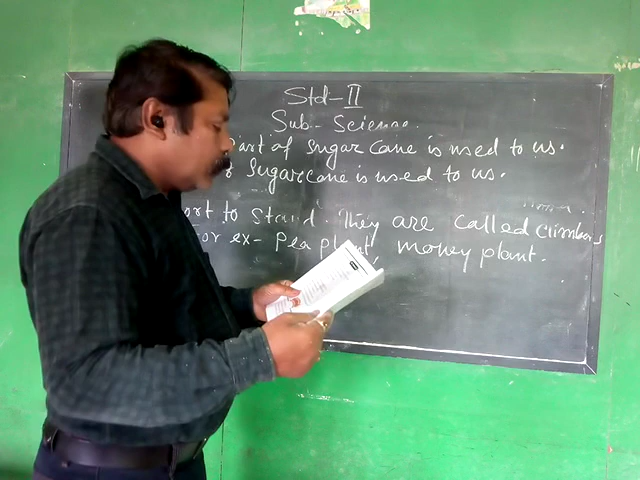 Std-II
Sub- Science.
Part of Sugar cane is used to us.
Sugarcane is used to us.
to Stand. They are called Climbers
For ex- Pea plant, money plant.